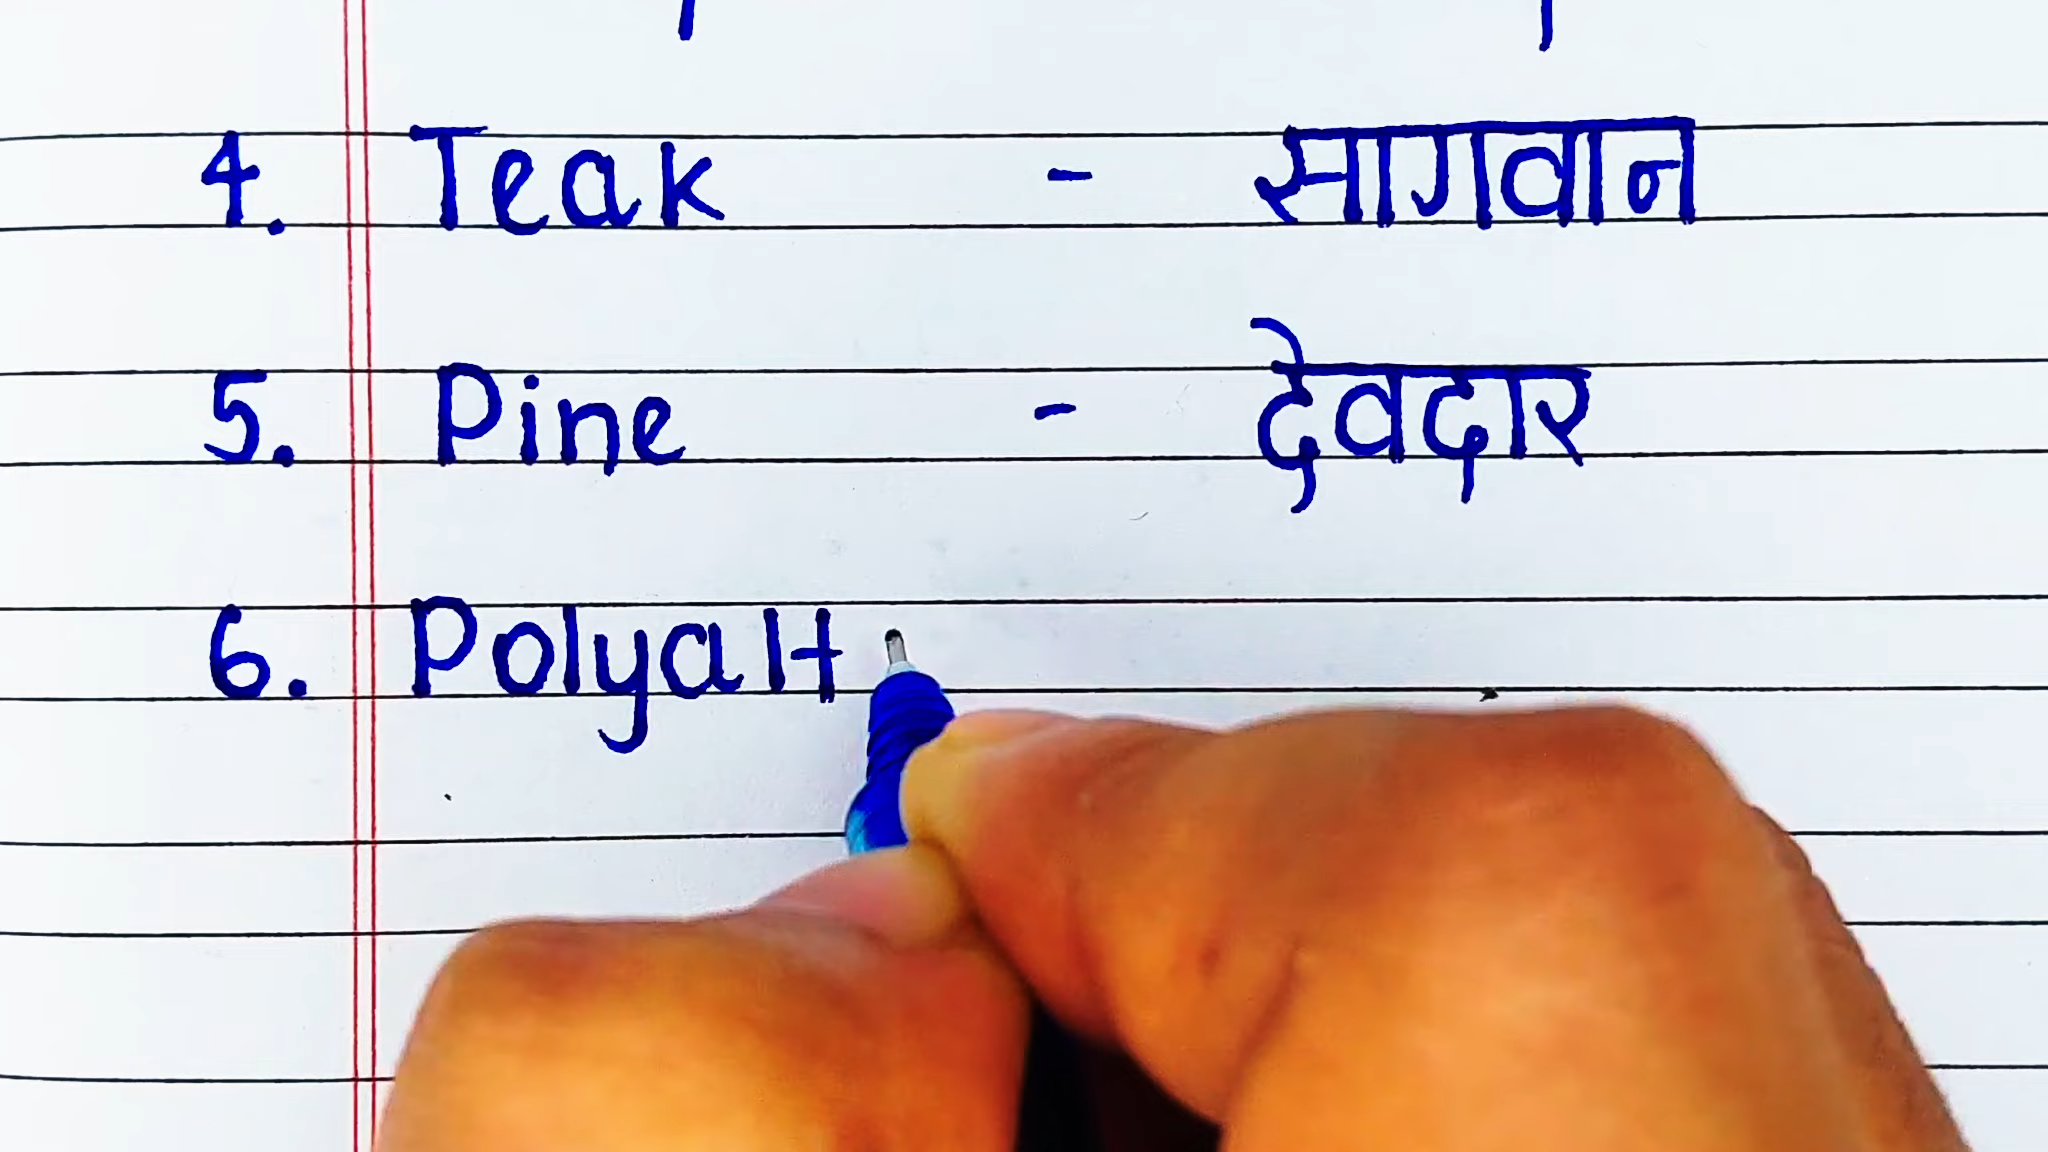 4. Teak - सागवान
5. Pine - देवदार
6. Polyalt